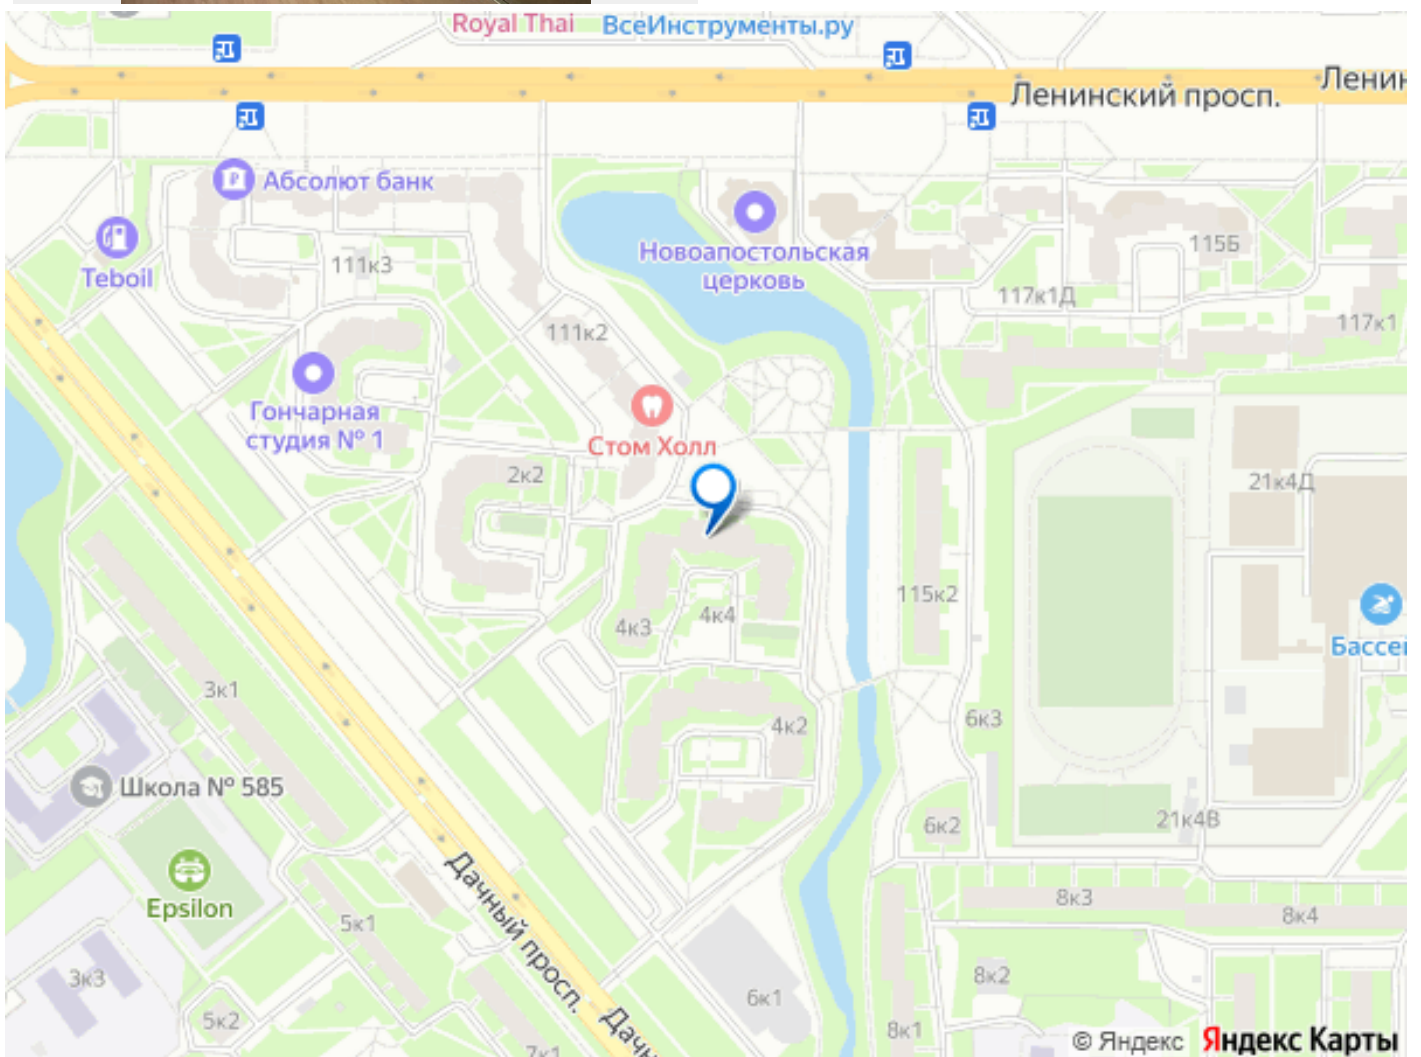 Royal Thai
ВсеИнструменты.ру
Ленинский просп.
Ленин
Абсолют банк
Teboil
111к3
Новоапостольская
церковь
115Б
117к1Д
117к1
111к2
Гончарная
студия № 1
Стом Холл
2к2
21к4Д
115к2
4к3
4к4
Бассей
3к1
4к2
6к3
Школа № 585
21к4В
6к2
Epsilon
Дачный просп.
8к3
8к4
5к1
3к3
8к2
6к1
5к2
Дачн
7к1
8к1
© Яндекс
Яндекс Карты